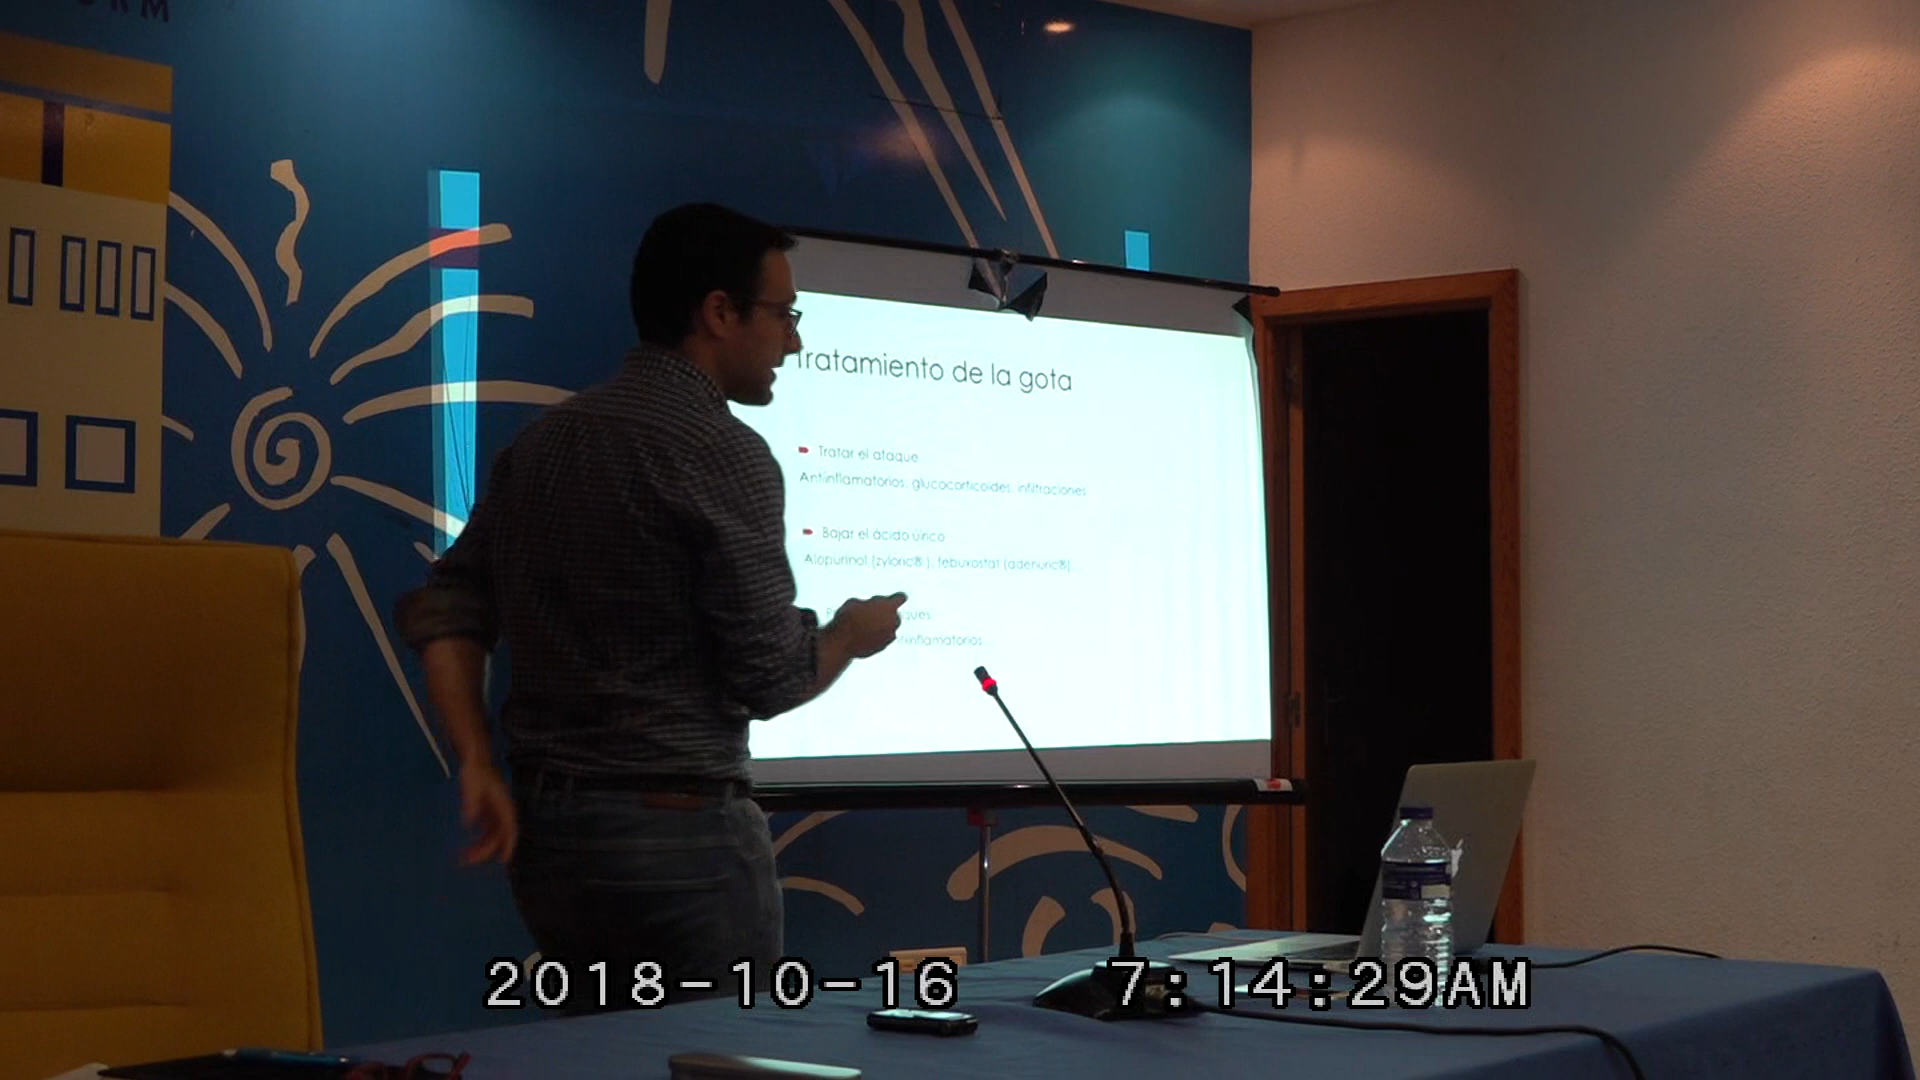 Tratamiento de la gota
Tratar el ataque
Antiinflamatorios, glucocorticoides, infiltraciones
Bajar el ácido úrico
Alopurinol (zyloric®), febuxostat (adenuric®)...
2018-10-16 7:14:29AM